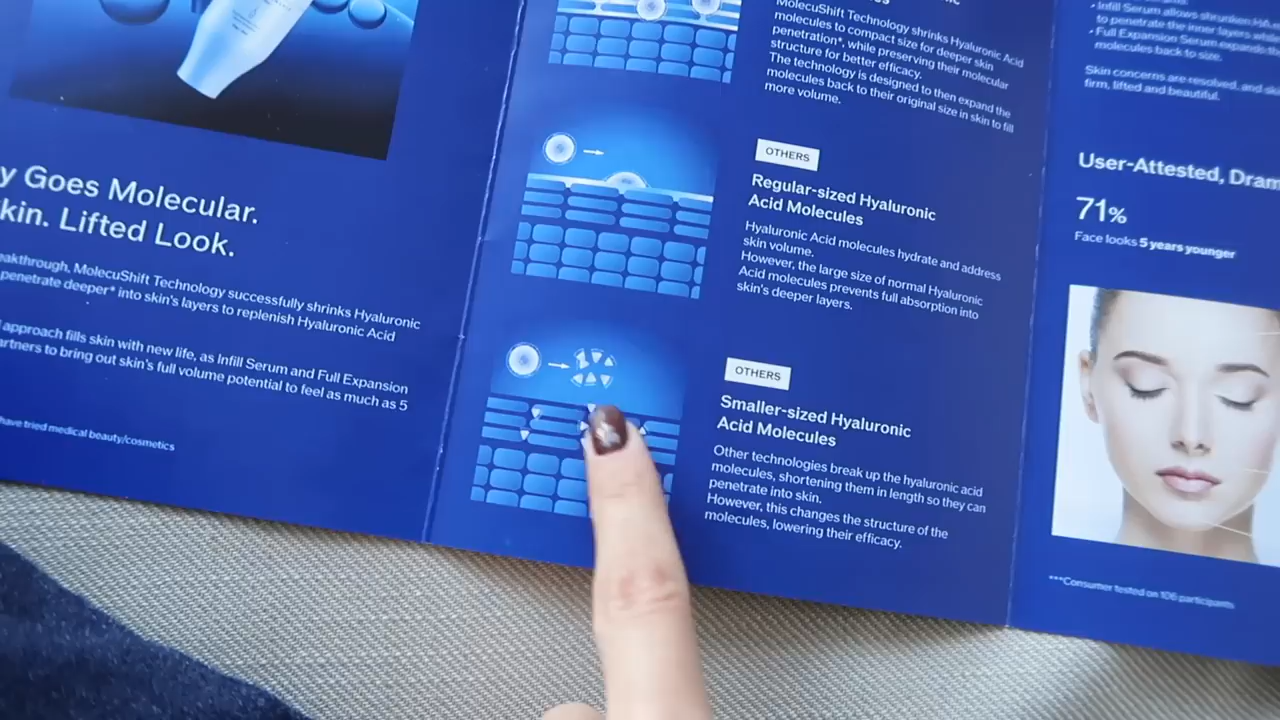 y Goes Molecular.
kin. Lifted Look.
eakthrough, MolecuShift Technology successfully shrinks Hyaluronic
penetrate deeper* into skin's layers to replenish Hyaluronic Acid
approach fills skin with new life, as Infill Serum and Full Expansion
artners to bring out skin's full volume potential to feel as much as 5
have tried medical beauty/cosmetics
MolecuShift Technology shrinks Hyaluronic Acid
molecules to compact size for deeper skin
penetration*, while preserving their molecular
structure for better efficacy.
The technology is designed to then expand the
molecules back to their original size in skin to fill
more volume.
OTHERS
Regular-sized Hyaluronic
Acid Molecules
Hyaluronic Acid molecules hydrate and address
skin volume.
However, the large size of normal Hyaluronic
Acid molecules prevents full absorption into
skin's deeper layers.
OTHERS
Smaller-sized Hyaluronic
Acid Molecules
Other technologies break up the hyaluronic acid
molecules, shortening them in length so they can
penetrate into skin.
However, this changes the structure of the
molecules, lowering their efficacy.
• Infill Serum allows shrunken HA
to penetrate the inner layers while
• Full Expansion Serum expands the
molecules back to size.
Skin concerns are resolved, and sk
firm, lifted and beautiful.
User-Attested, Dram
71%
Face looks 5 years younger
***Consumer tested on 106 participants